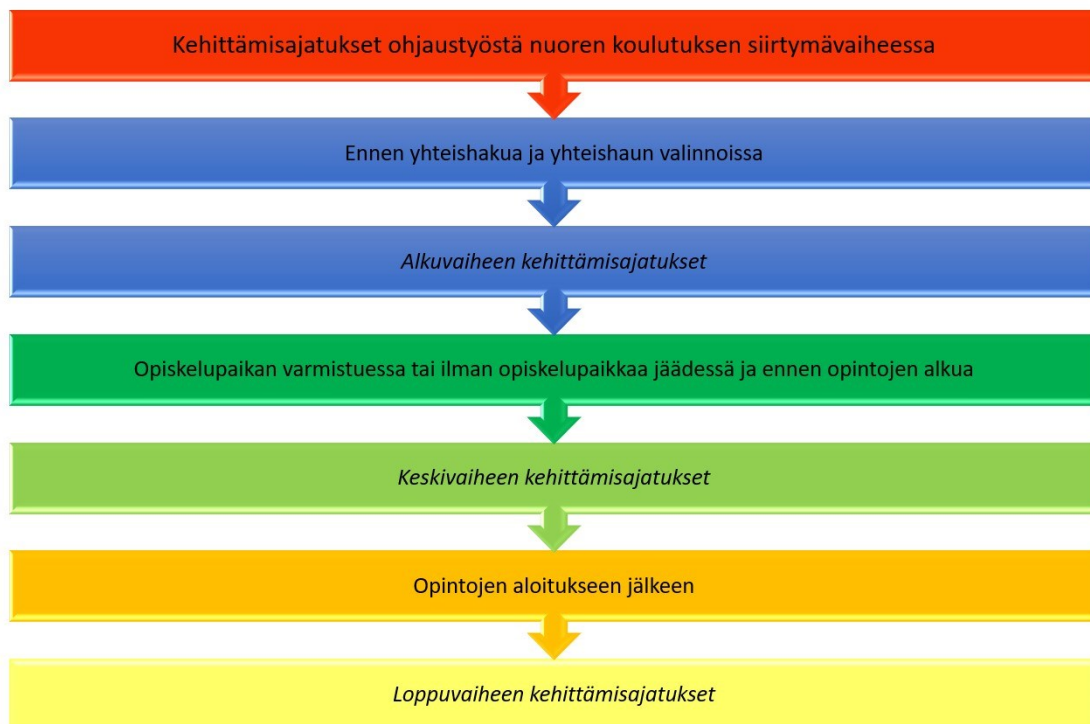 Kehittämisajatukset ohjaustyöstä nuoren koulutuksen siirtymävaiheessa
Ennen yhteishakua ja yhteishaun valinnoissa
Alkuvaiheen kehittämisajatukset
Opiskelupaikan varmistuessa tai ilman opiskelupaikkaa jäädessä ja ennen opintojen alkua
Keskivaiheen kehittämisajatukset
Opintojen aloitukseen jälkeen
Loppuvaiheen kehittämisajatukset